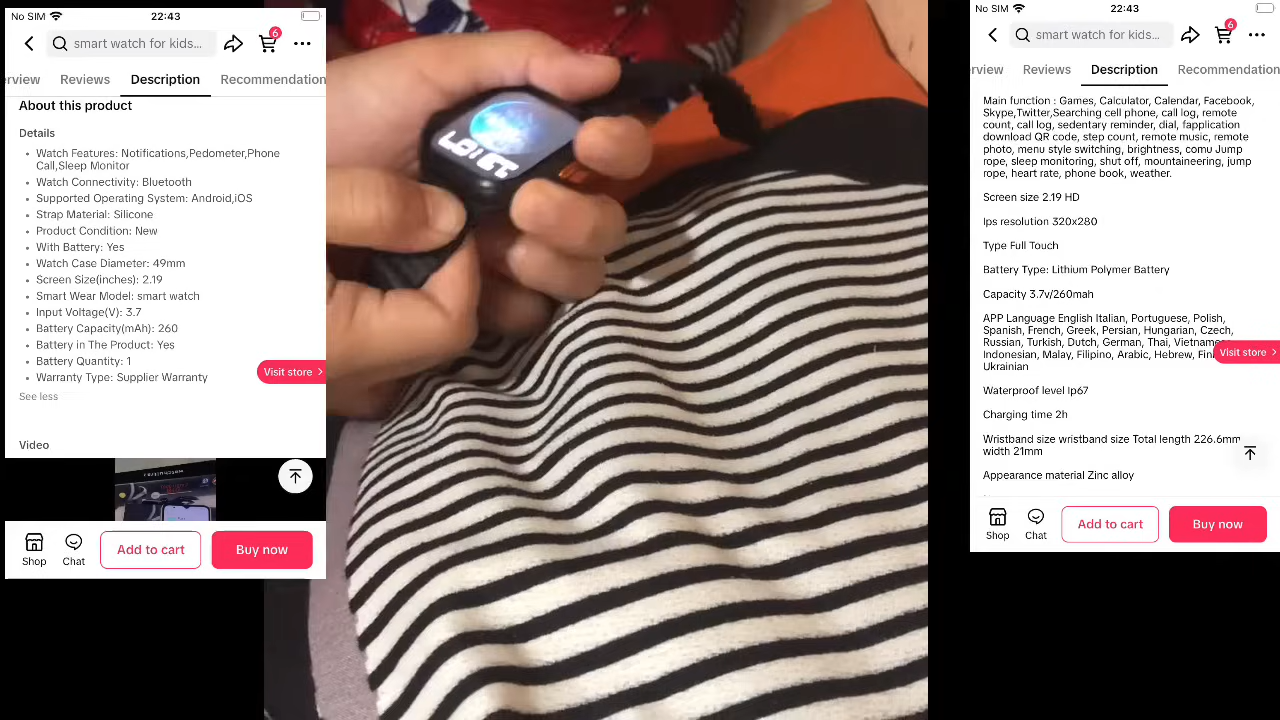 No SIM 22:43
smart watch for kids... 6
rview Reviews Description Recommendation
About this product
Details
Watch Features: Notifications,Pedometer,Phone
Call,Sleep Monitor
Watch Connectivity: Bluetooth
Supported Operating System: Android,iOS
Strap Material: Silicone
Product Condition: New
With Battery: Yes
Watch Case Diameter: 49mm
Screen Size(inches): 2.19
Smart Wear Model: smart watch
Input Voltage(V): 3.7
Battery Capacity(mAh): 260
Battery in The Product: Yes
Battery Quantity: 1
Warranty Type: Supplier Warranty
Visit store
See less
Video
Shop Chat Add to cart Buy now
No SIM 22:43
smart watch for kids... 6
erview Reviews Description Recommendation
Main function : Games, Calculator, Calendar, Facebook,
Skype,Twitter,Searching cell phone, call log, remote
count, call log, sedentary reminder, dial, fapplication
download QR code, step count, remote music, remote
photo, menu style switching, brightness, comu Jump
rope, sleep monitoring, shut off, mountaineering, jump
rope, heart rate, phone book, weather.
Screen size 2.19 HD
Ips resolution 320x280
Type Full Touch
Battery Type: Lithium Polymer Battery
Capacity 3.7v/260mah
APP Language English Italian, Portuguese, Polish,
Spanish, French, Greek, Persian, Hungarian, Czech,
Russian, Turkish, Dutch, German, Thai, Vietname
Indonesian, Malay, Filipino, Arabic, Hebrew, Fin
Visit store
Ukrainian
Waterproof level Ip67
Charging time 2h
Wristband size wristband size Total length 226.6mm
width 21mm
Appearance material Zinc alloy
Shop Chat Add to cart Buy now